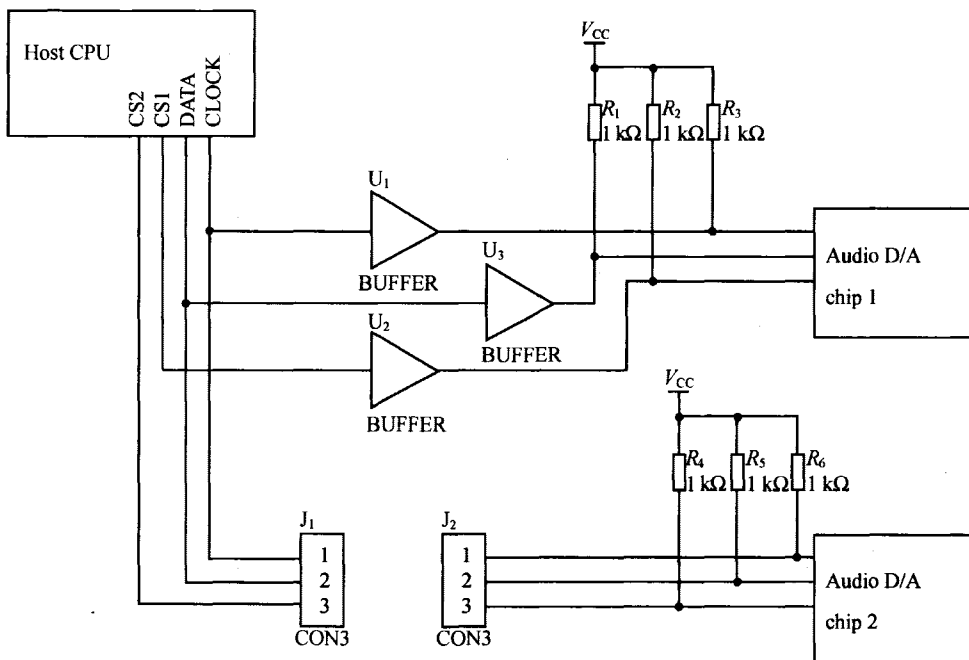 Host CPU
CS2
CS1
DATA
CLOCK
V_CC
R_1
1 kΩ
R_2
1 kΩ
R_3
1 kΩ
U_1
BUFFER
U_3
BUFFER
U_2
BUFFER
Audio D/A
chip 1
V_CC
R_4
1 kΩ
R_5
1 kΩ
R_6
1 kΩ
J_1
1
2
3
CON3
J_2
1
2
3
CON3
Audio D/A
chip 2